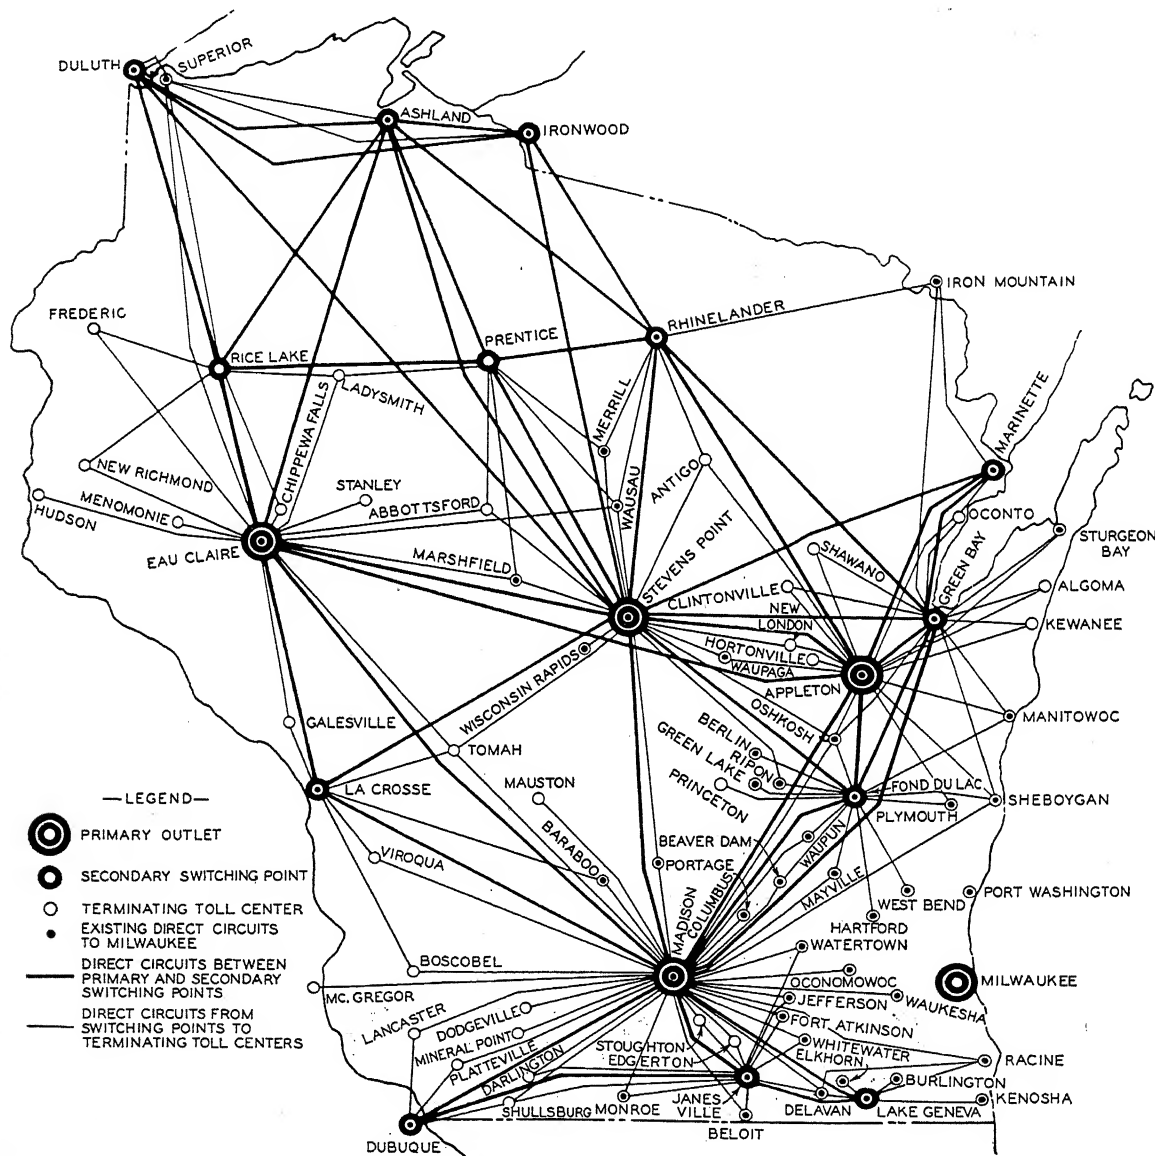 DULUTH
SUPERIOR
ASHLAND
IRONWOOD
IRON MOUNTAIN
FREDERIC
RICE LAKE
PRENTICE
RHINELANDER
LADYSMITH
CHIPPEWA FALLS
MERRILL
MARINETTE
NEW RICHMOND
HUDSON
MENOMONIE
STANLEY
ABBOTTSFORD
WAUSAU
ANTIGO
OCONTO
STURGEON
BAY
EAU CLAIRE
MARSHFIELD
STEVENS POINT
SHAWANO
GREEN BAY
CLINTONVILLE
ALGOMA
NEW
LONDON
KEWANEE
HORTONVILLE
WAUPAGA
WISCONSIN RAPIDS
APPLETON
OSHKOSH
MANITOWOC
GALESVILLE
TOMAH
BERLIN
RIPON
GREEN LAKE
PRINCETON
FOND DU LAC
LA CROSSE
MAUSTON
PLYMOUTH
SHEBOYGAN
—LEGEND—
PRIMARY OUTLET
SECONDARY SWITCHING POINT
TERMINATING TOLL CENTER
EXISTING DIRECT CIRCUITS
TO MILWAUKEE
DIRECT CIRCUITS BETWEEN
PRIMARY AND SECONDARY
SWITCHING POINTS
DIRECT CIRCUITS FROM
SWITCHING POINTS TO
TERMINATING TOLL CENTERS
VIROQUA
BARABOO
BEAVER DAM
PORTAGE
WAUPUN
MAYVILLE
MADISON
COLUMBUS
WEST BEND
PORT WASHINGTON
HARTFORD
WATERTOWN
BOSCOBEL
MC. GREGOR
OCONOMOWOC
MILWAUKEE
JEFFERSON
WAUKESHA
LANCASTER
DODGEVILLE
FORT ATKINSON
MINERAL POINT
STOUGHTON
EDGERTON
WHITEWATER
ELKHORN
RACINE
PLATTEVILLE
DARLINGTON
BURLINGTON
SHULLSBURG
MONROE
JANES
VILLE
DELAVAN
LAKE GENEVA
KENOSHA
DUBUQUE
BELOIT